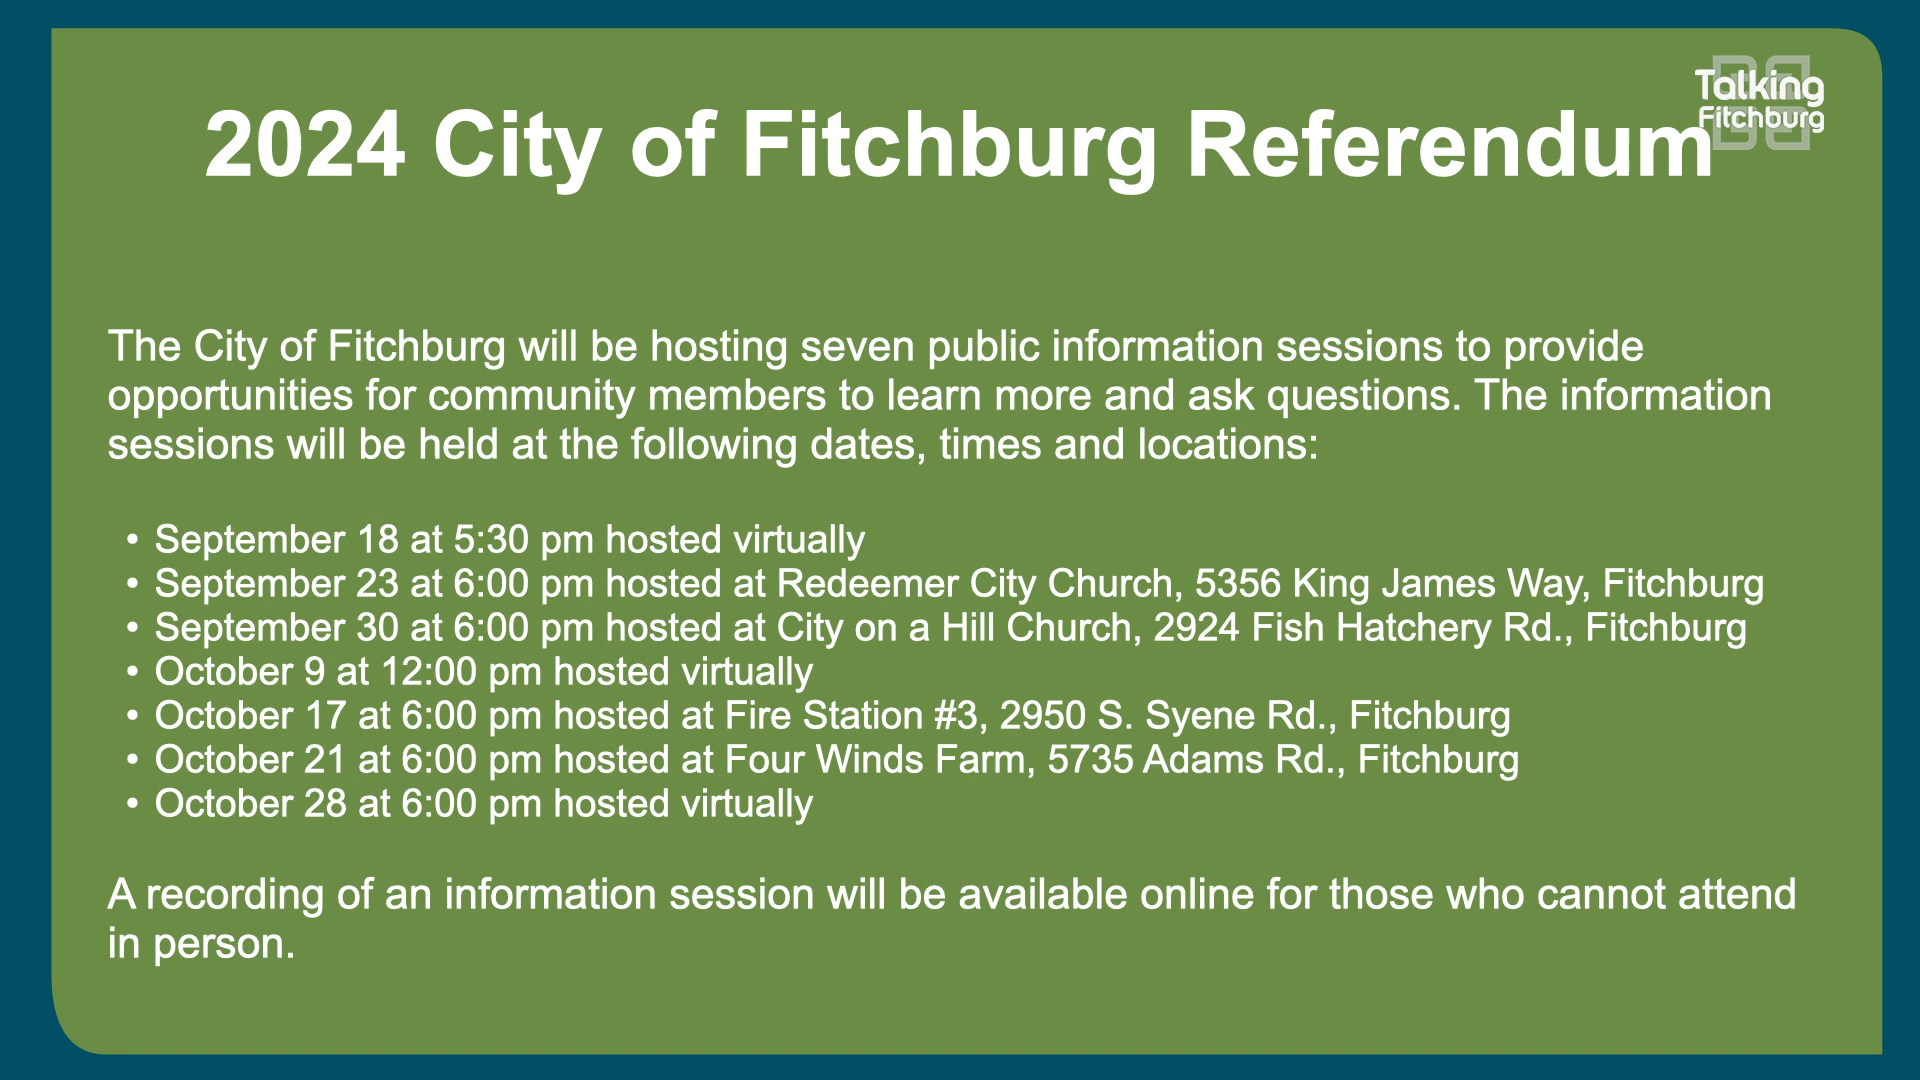 Talking
Fitchburg
2024 City of Fitchburg Referendum
The City of Fitchburg will be hosting seven public information sessions to provide
opportunities for community members to learn more and ask questions. The information
sessions will be held at the following dates, times and locations:
• September 18 at 5:30 pm hosted virtually
• September 23 at 6:00 pm hosted at Redeemer City Church, 5356 King James Way, Fitchburg
• September 30 at 6:00 pm hosted at City on a Hill Church, 2924 Fish Hatchery Rd., Fitchburg
• October 9 at 12:00 pm hosted virtually
• October 17 at 6:00 pm hosted at Fire Station #3, 2950 S. Syene Rd., Fitchburg
• October 21 at 6:00 pm hosted at Four Winds Farm, 5735 Adams Rd., Fitchburg
• October 28 at 6:00 pm hosted virtually
A recording of an information session will be available online for those who cannot attend
in person.